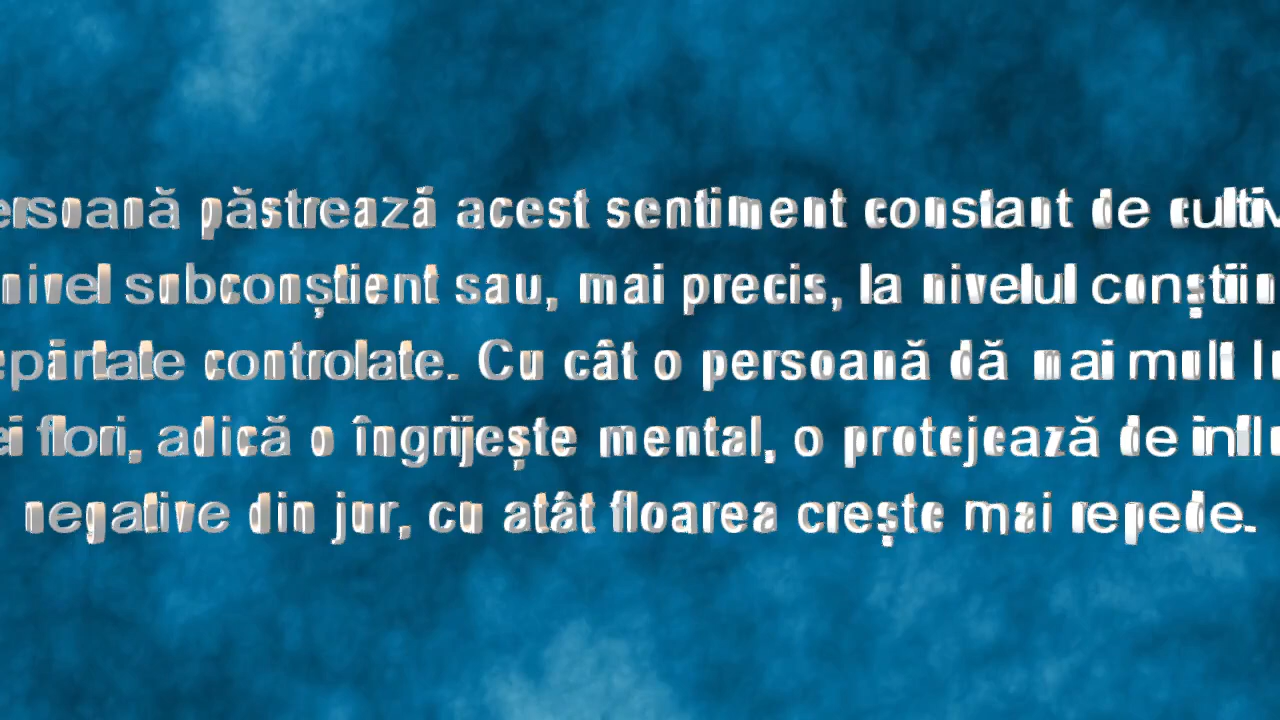 ersoană păstrează acest sentiment constant de cultiv
nivel subconștient sau, mai precis, la nivelul conștiin
epărtate controlate. Cu cât o persoană dă mai mult lu
ei flori, adică o îngrijește mental, o protejează de influ
negative din jur, cu atât floarea crește mai repede.